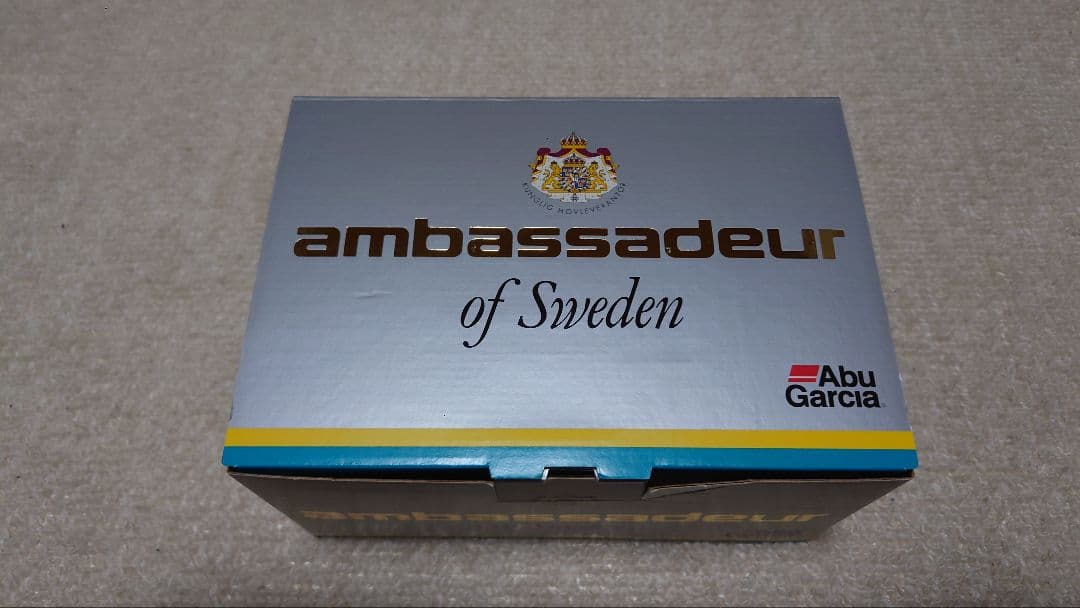 KUNGLIG HOVLEVERANTÖR
ambassadeur
of Sweden
Abu
Garcia
ambassadeur